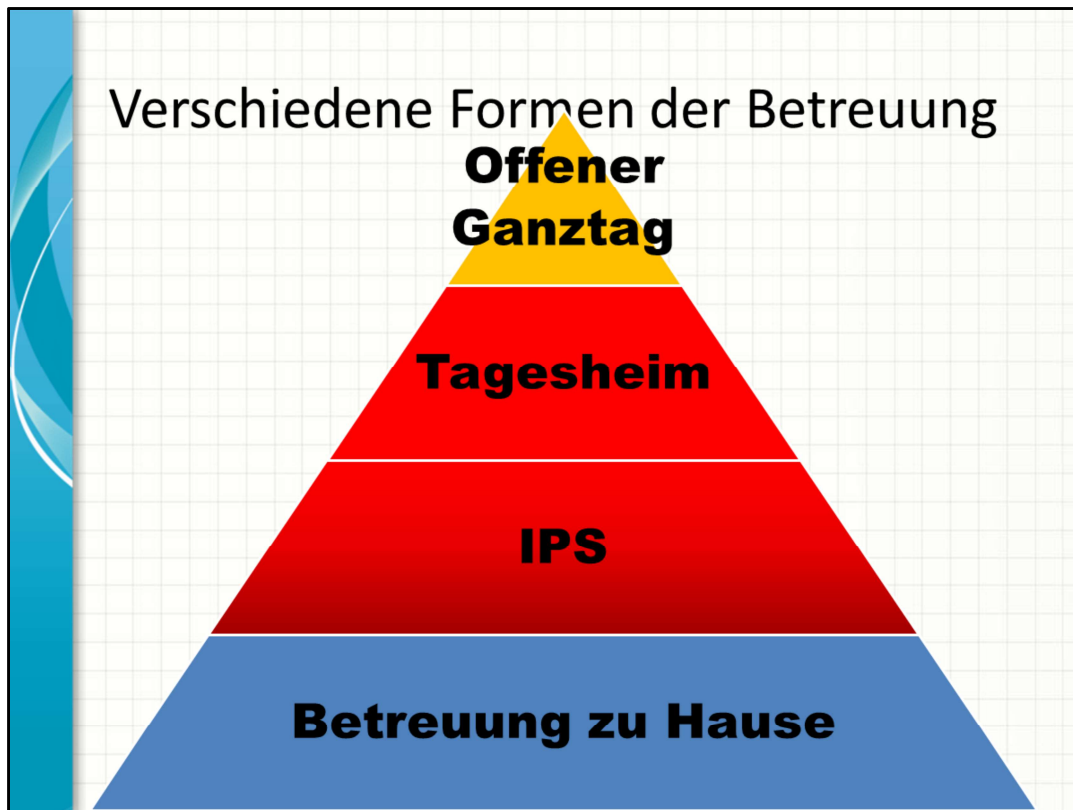 Verschiedene Formen der Betreuung
Offener
Ganztag
Tagesheim
IPS
Betreuung zu Hause